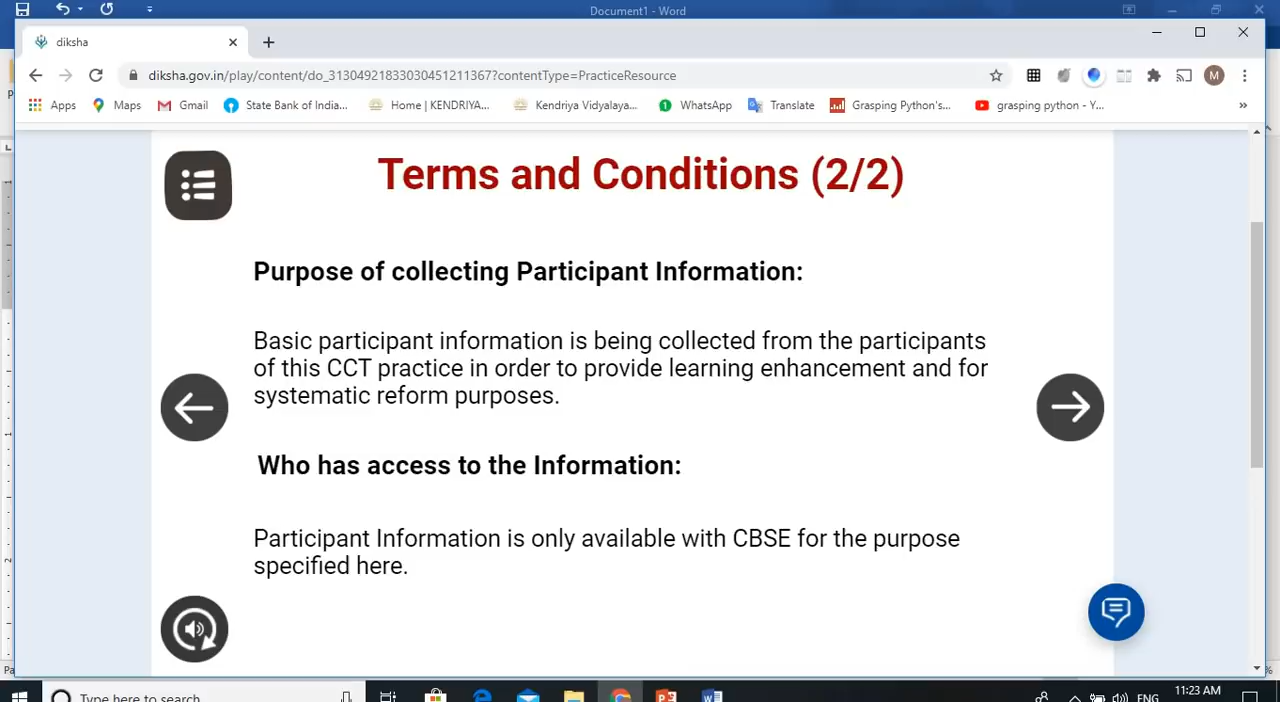 Document1 - Word
diksha
diksha.gov.in/play/content/do_31304921833030451211367?contentType=PracticeResource
M
Apps
Maps
Gmail
State Bank of India...
Home | KENDRIYA...
Kendriya Vidyalaya...
1
WhatsApp
Translate
Grasping Python's...
grasping python - Y...
Terms and Conditions (2/2)
Purpose of collecting Participant Information:
Basic participant information is being collected from the participants
of this CCT practice in order to provide learning enhancement and for
systematic reform purposes.
Who has access to the Information:
Participant Information is only available with CBSE for the purpose
specified here.
Type here to search
ENG
11:23 AM